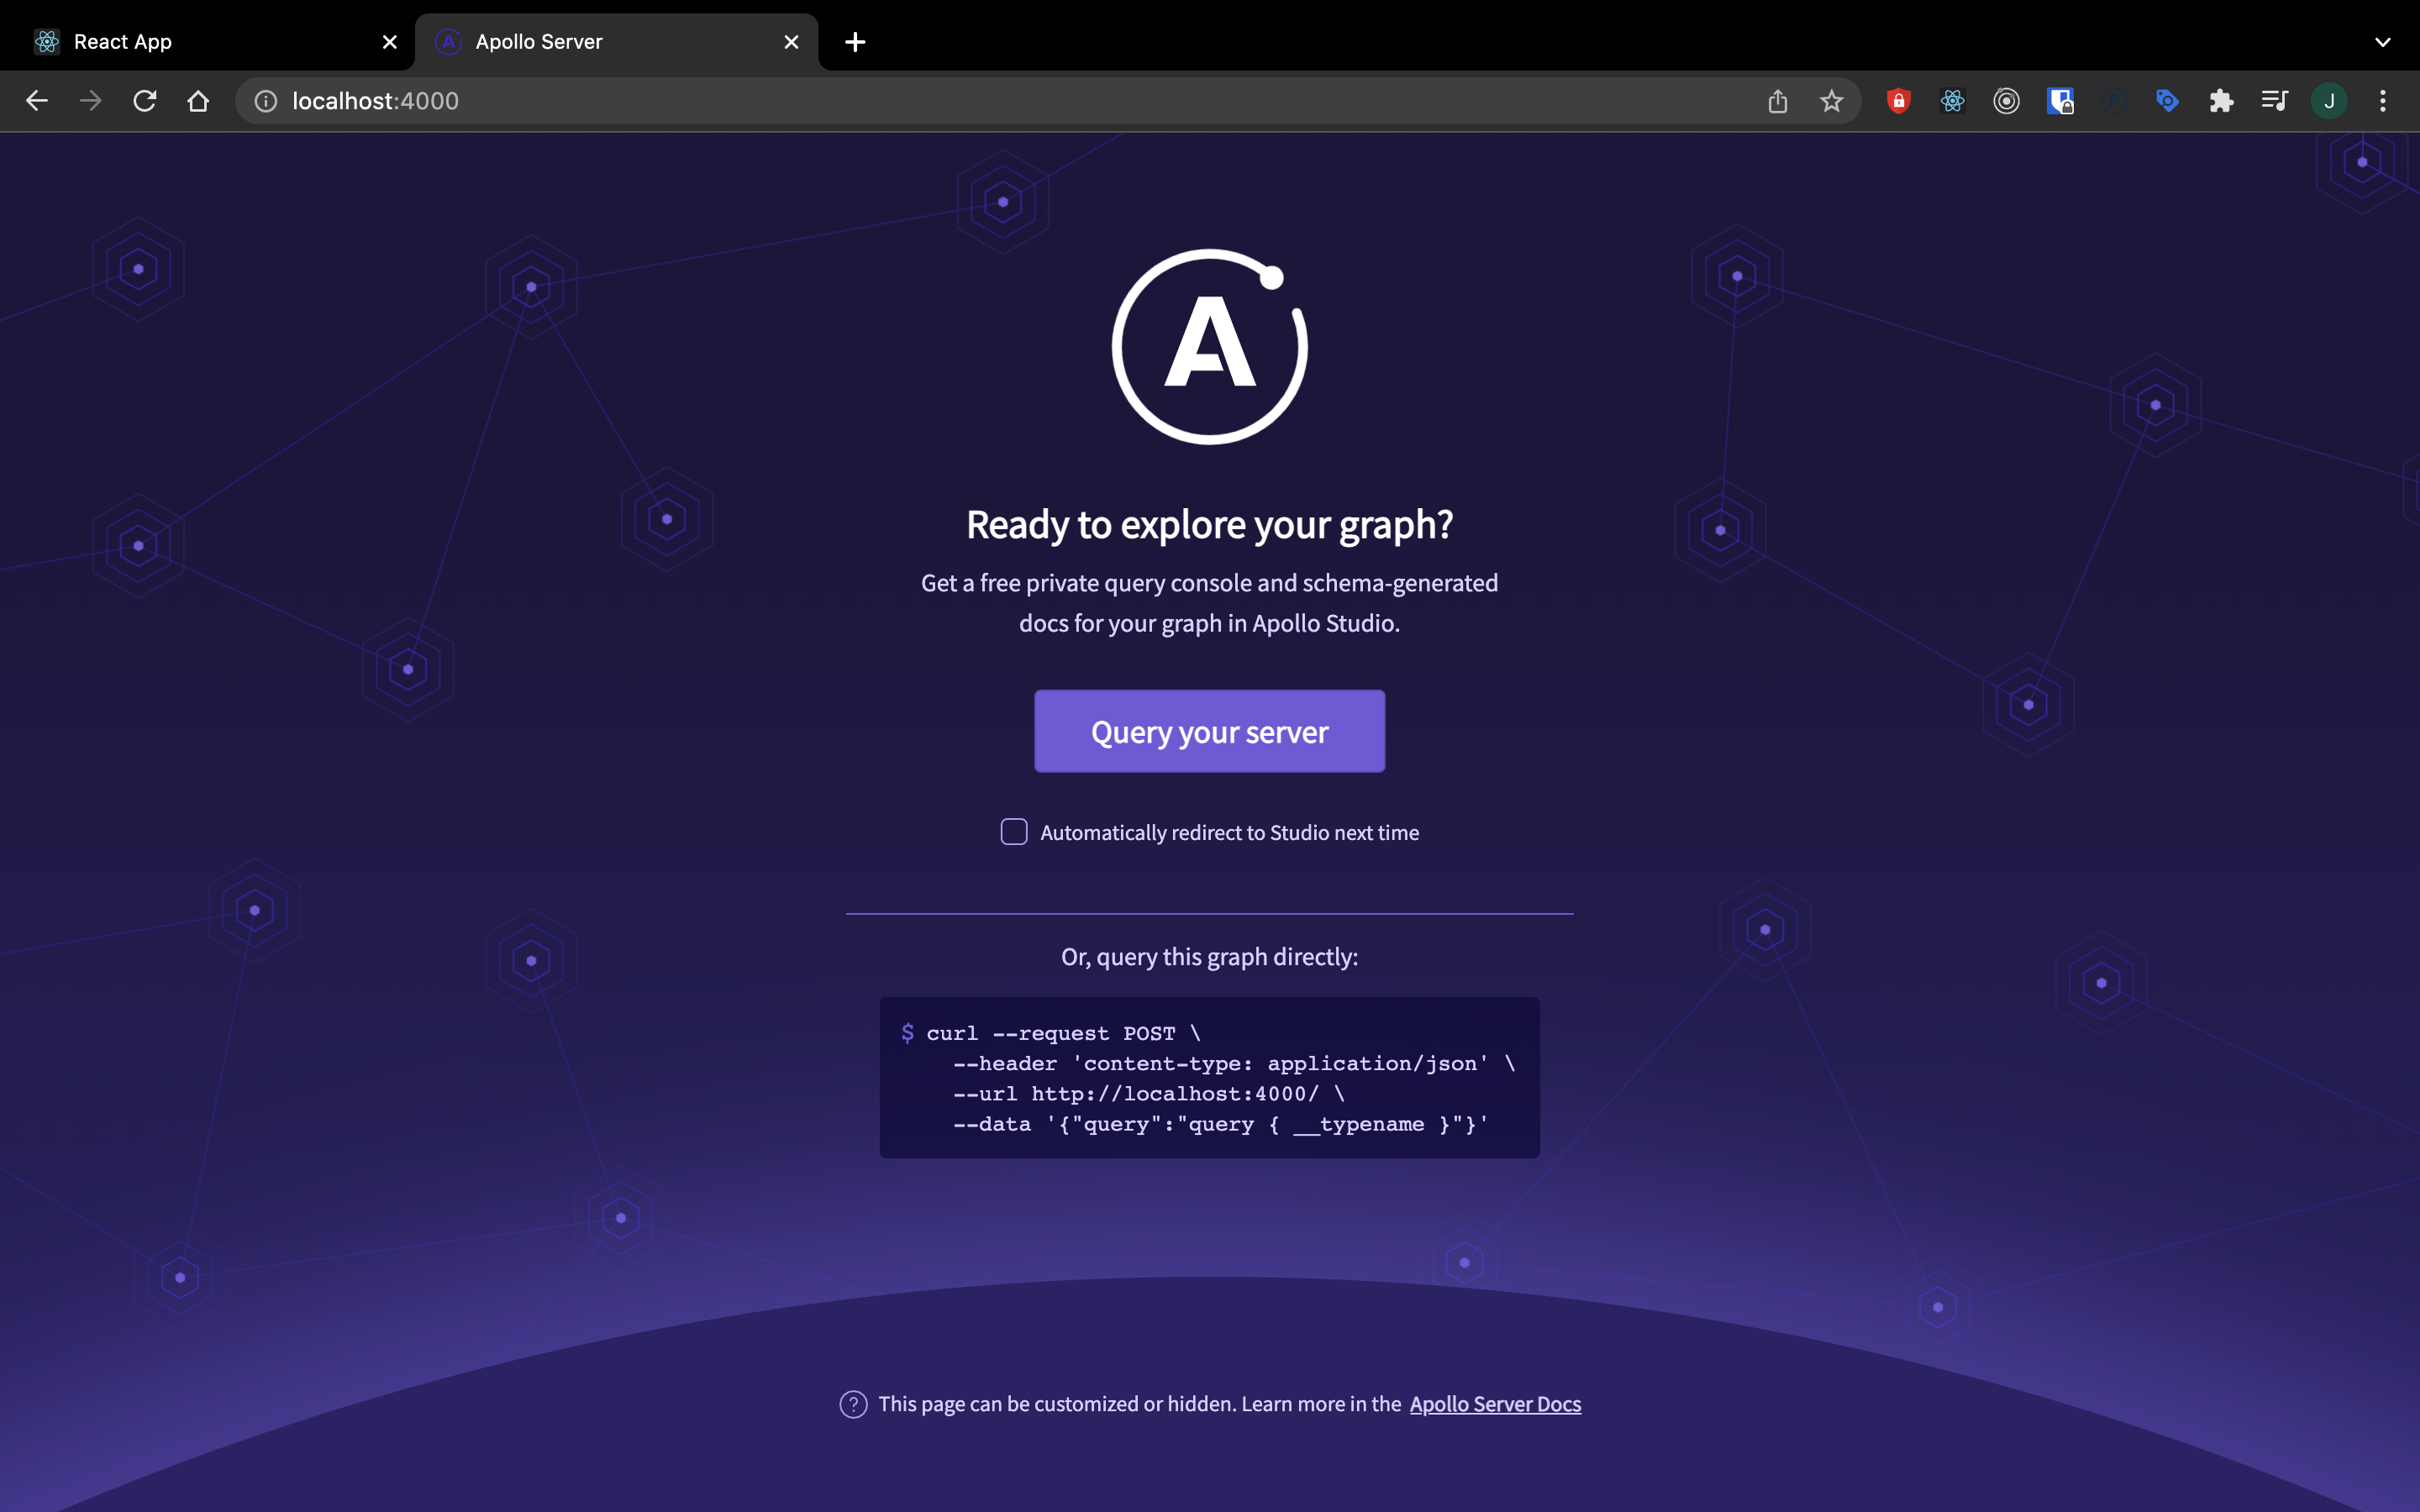 React App
Apollo Server
localhost:4000
J
A
Ready to explore your graph?
Get a free private query console and schema-generated
docs for your graph in Apollo Studio.
Query your server
Automatically redirect to Studio next time
Or, query this graph directly:
$ curl --request POST \
--header 'content-type: application/json' \
--url http://localhost:4000/ \
--data '{"query":"query { __typename }"}'
? This page can be customized or hidden. Learn more in the Apollo Server Docs